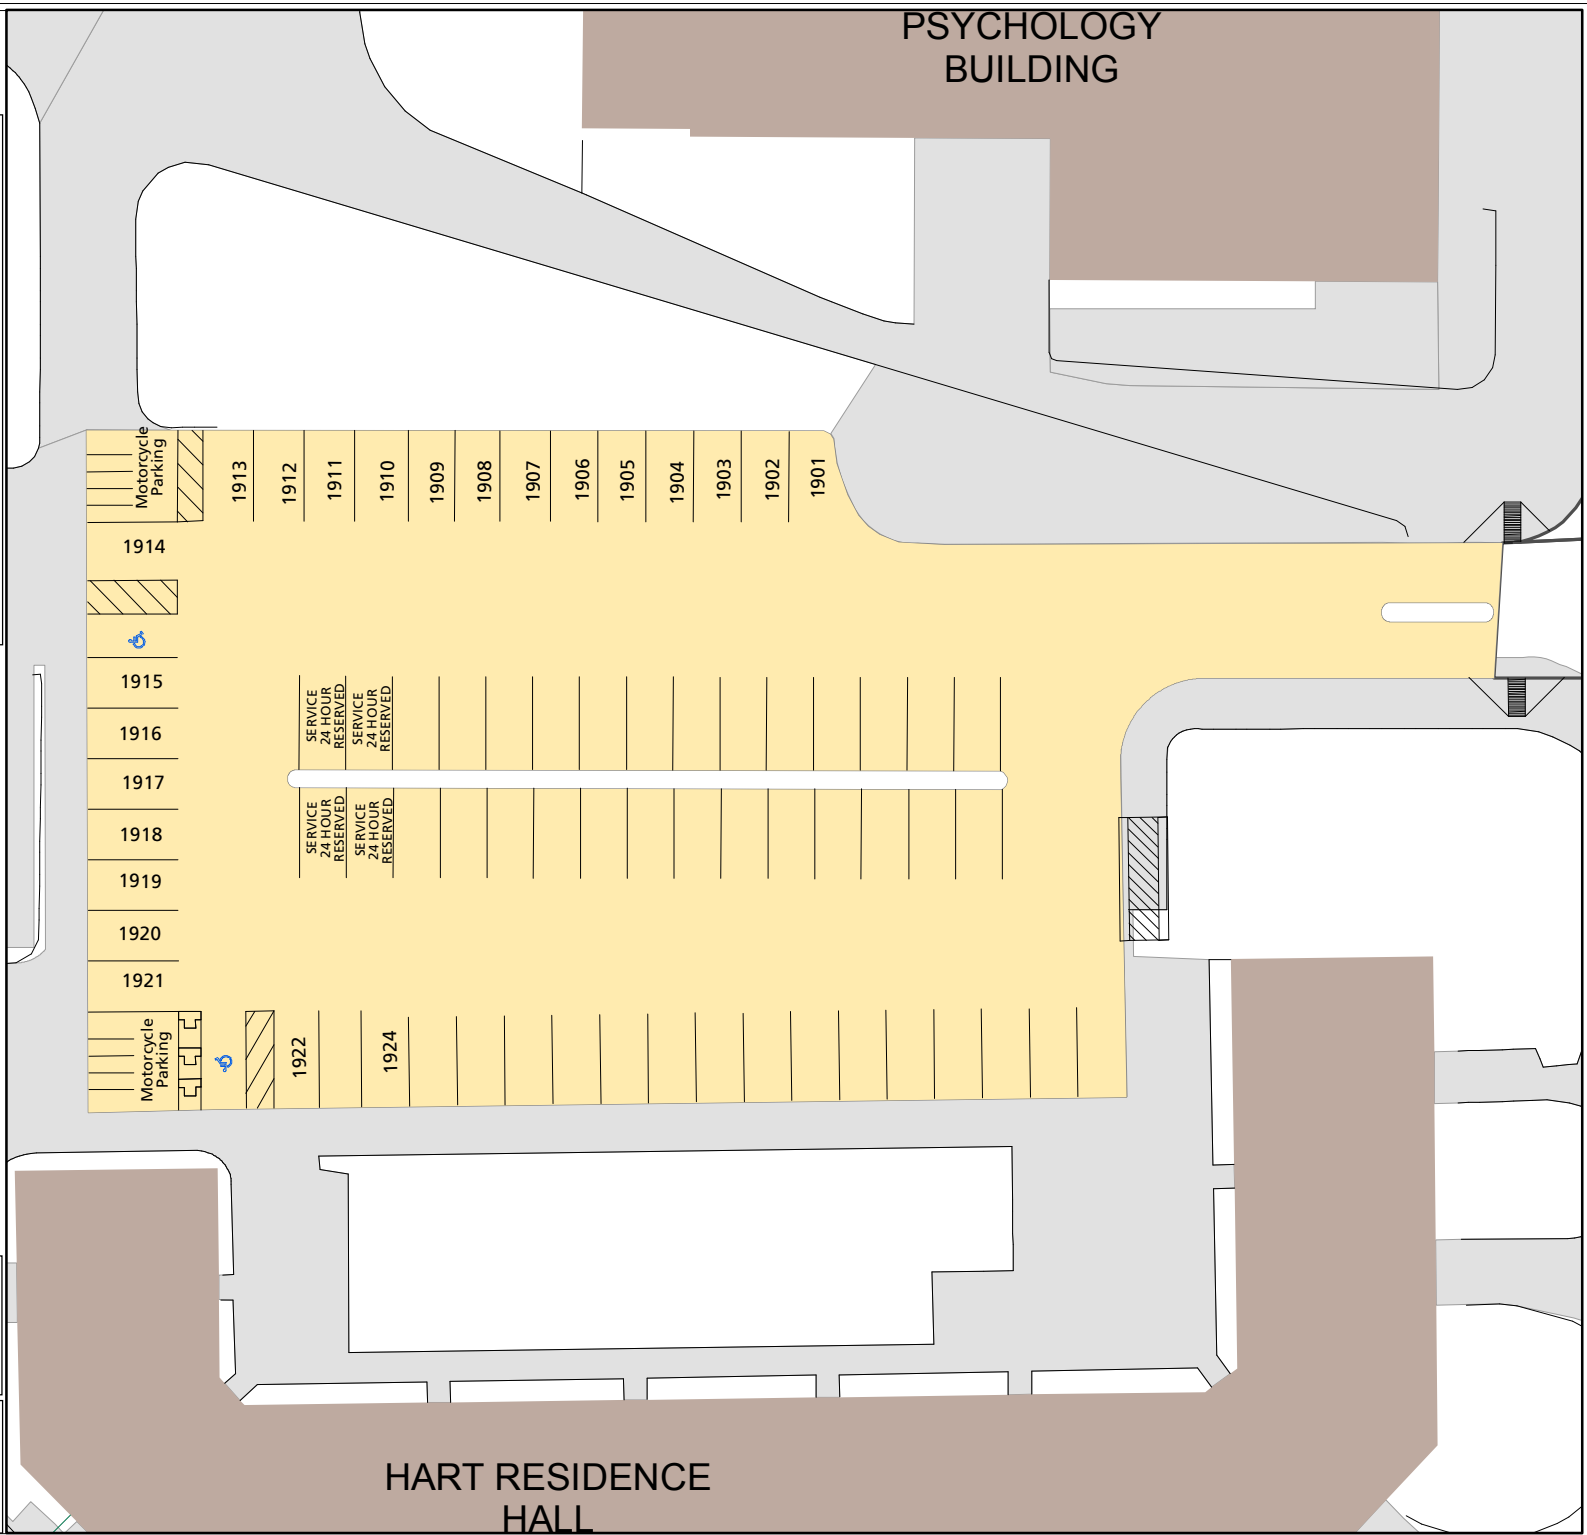 PSYCHOLOGY
BUILDING
Motorcycle
Parking
1913
1912
1911
1910
1909
1908
1907
1906
1905
1904
1903
1902
1901
1914
1915
1916
1917
1918
1919
1920
1921
SERVICE
24 HOUR
RESERVED
SERVICE
24 HOUR
RESERVED
SERVICE
24 HOUR
RESERVED
SERVICE
24 HOUR
RESERVED
Motorcycle
Parking
1922
1924
HART RESIDENCE
HALL